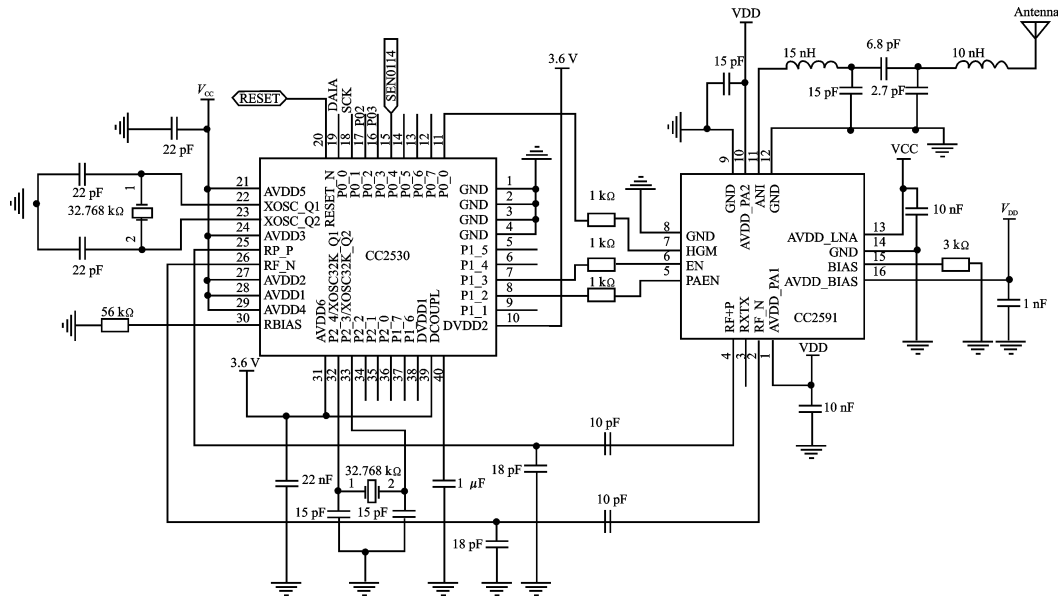 Antenna
VDD
15 nH
6.8 pF
10 nH
15 pF
15 pF
2.7 pF
3.6 V
VCC
RESET
DAIA
SCK
P02
P03
SEN0114
22 pF
20
19
18
17
16
15
14
13
12
11
9
10
11
12
VCC
22 pF
32.768 kΩ
1
2
22 pF
21
22
23
24
25
26
27
28
29
30
AVDD5
XOSC_Q1
XOSC_Q2
AVDD3
RP_P
RF_N
AVDD2
AVDD1
AVDD4
RBIAS
RESET_N
P0_0
P0_1
P0_2
P0_3
P0_4
P0_5
P0_6
P0_7
P0_0
CC2530
GND
GND
GND
GND
P1_5
P1_4
P1_3
P1_2
P1_1
DVDD2
1
2
3
4
5
6
7
8
9
10
AVDD6
P2_4/XOSC32K_Q1
P2_3/XOSC32K_Q2
P2_2
P2_1
P2_0
P1_7
P1_6
DVDD1
DCOUPL
31
32
33
34
35
36
37
38
39
40
56 kΩ
3.6 V
1 kΩ
1 kΩ
1 kΩ
8
7
6
5
GND
HGM
EN
PAEN
GND
AVDD_PA2
ANI
GND
AVDD_LNA
GND
BIAS
AVDD_BIAS
13
14
15
16
CC2591
RF+P
RXTX
RF_N
AVDD_PA1
4
3
2
1
10 nF
VDD
3 kΩ
1 nF
VDD
10 nF
10 pF
18 pF
10 pF
18 pF
22 nF
32.768 kΩ
1
2
15 pF
15 pF
1 μF